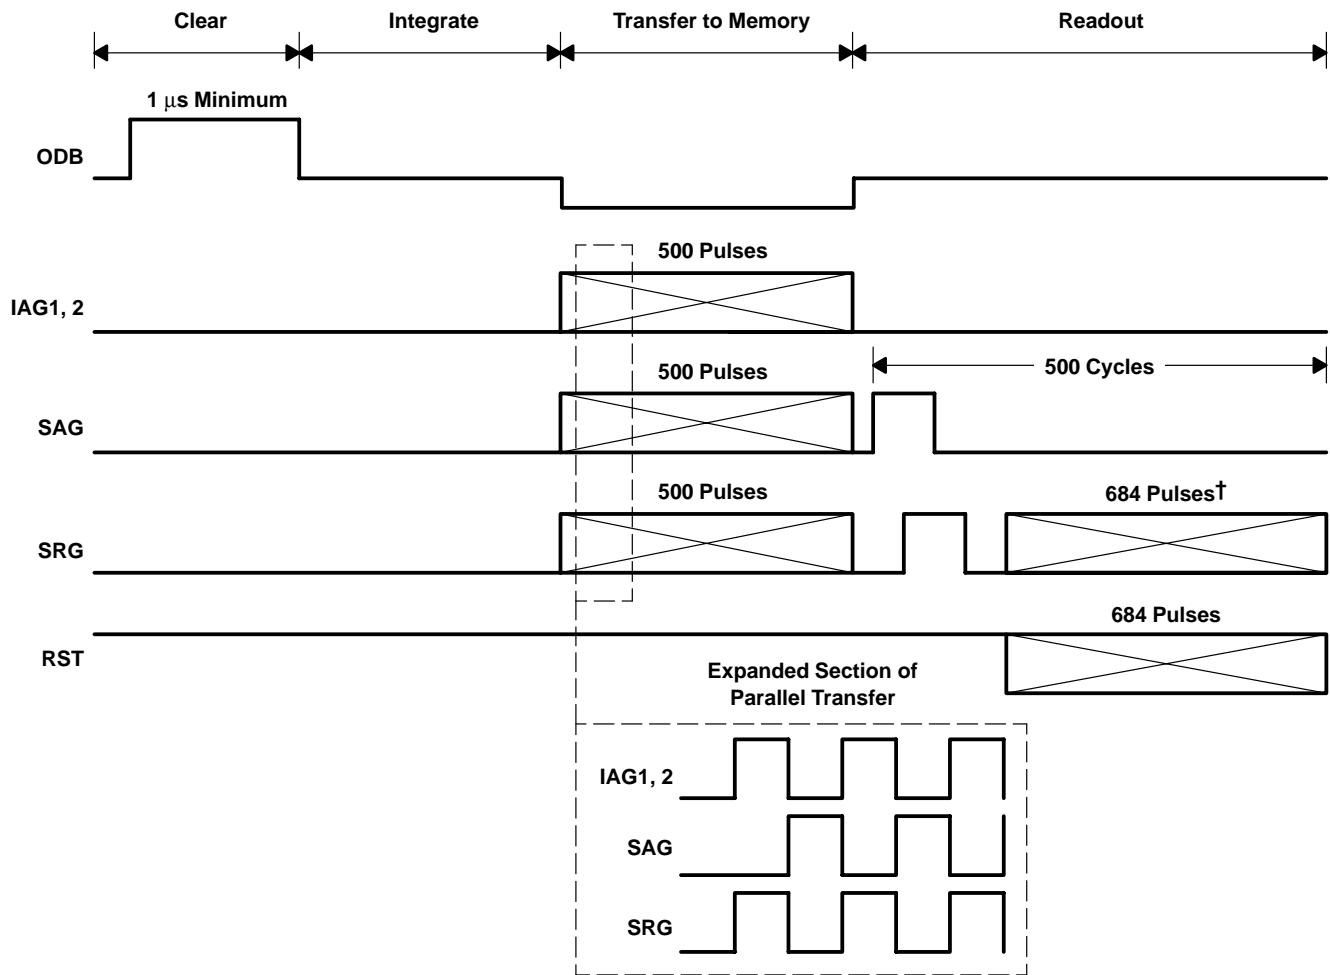 Clear
Integrate
Transfer to Memory
Readout
1 μs Minimum
ODB
500 Pulses
IAG1, 2
500 Pulses
500 Cycles
SAG
500 Pulses
684 Pulses†
SRG
684 Pulses
RST
Expanded Section of
Parallel Transfer
IAG1, 2
SAG
SRG